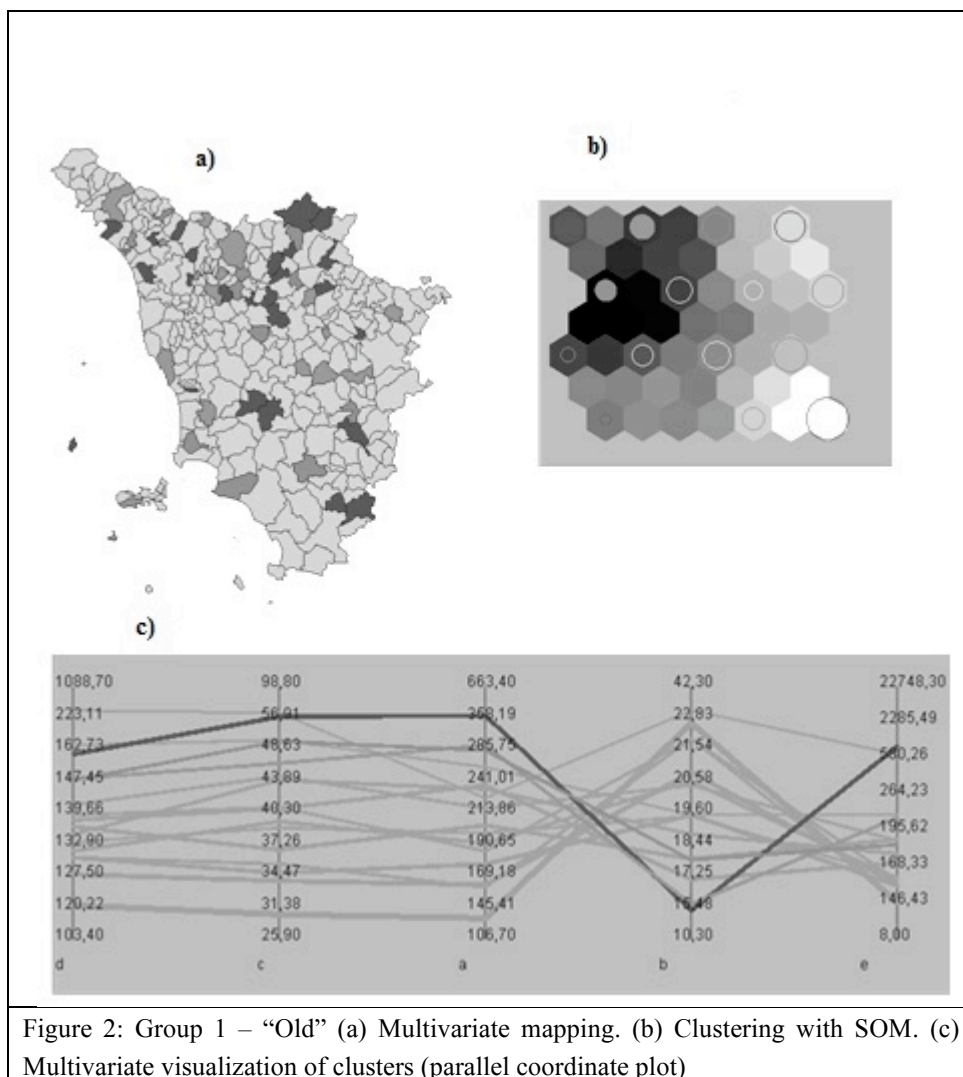 a)
b)
c)
1088,70 98,80 663,40 42,30 22748,30
223,11 56,91 358,19 22,83 2285,49
162,73 48,63 285,75 21,54 580,26
147,45 43,89 241,01 20,58 264,23
139,66 40,30 213,86 19,60 195,62
132,90 37,26 190,65 18,44 168,33
127,50 34,47 169,18 17,25 146,43
120,22 31,38 145,41 15,48
103,40 25,90 106,70 10,30 8,00
d c a b e
Figure 2: Group 1 – “Old” (a) Multivariate mapping. (b) Clustering with SOM. (c)
Multivariate visualization of clusters (parallel coordinate plot)